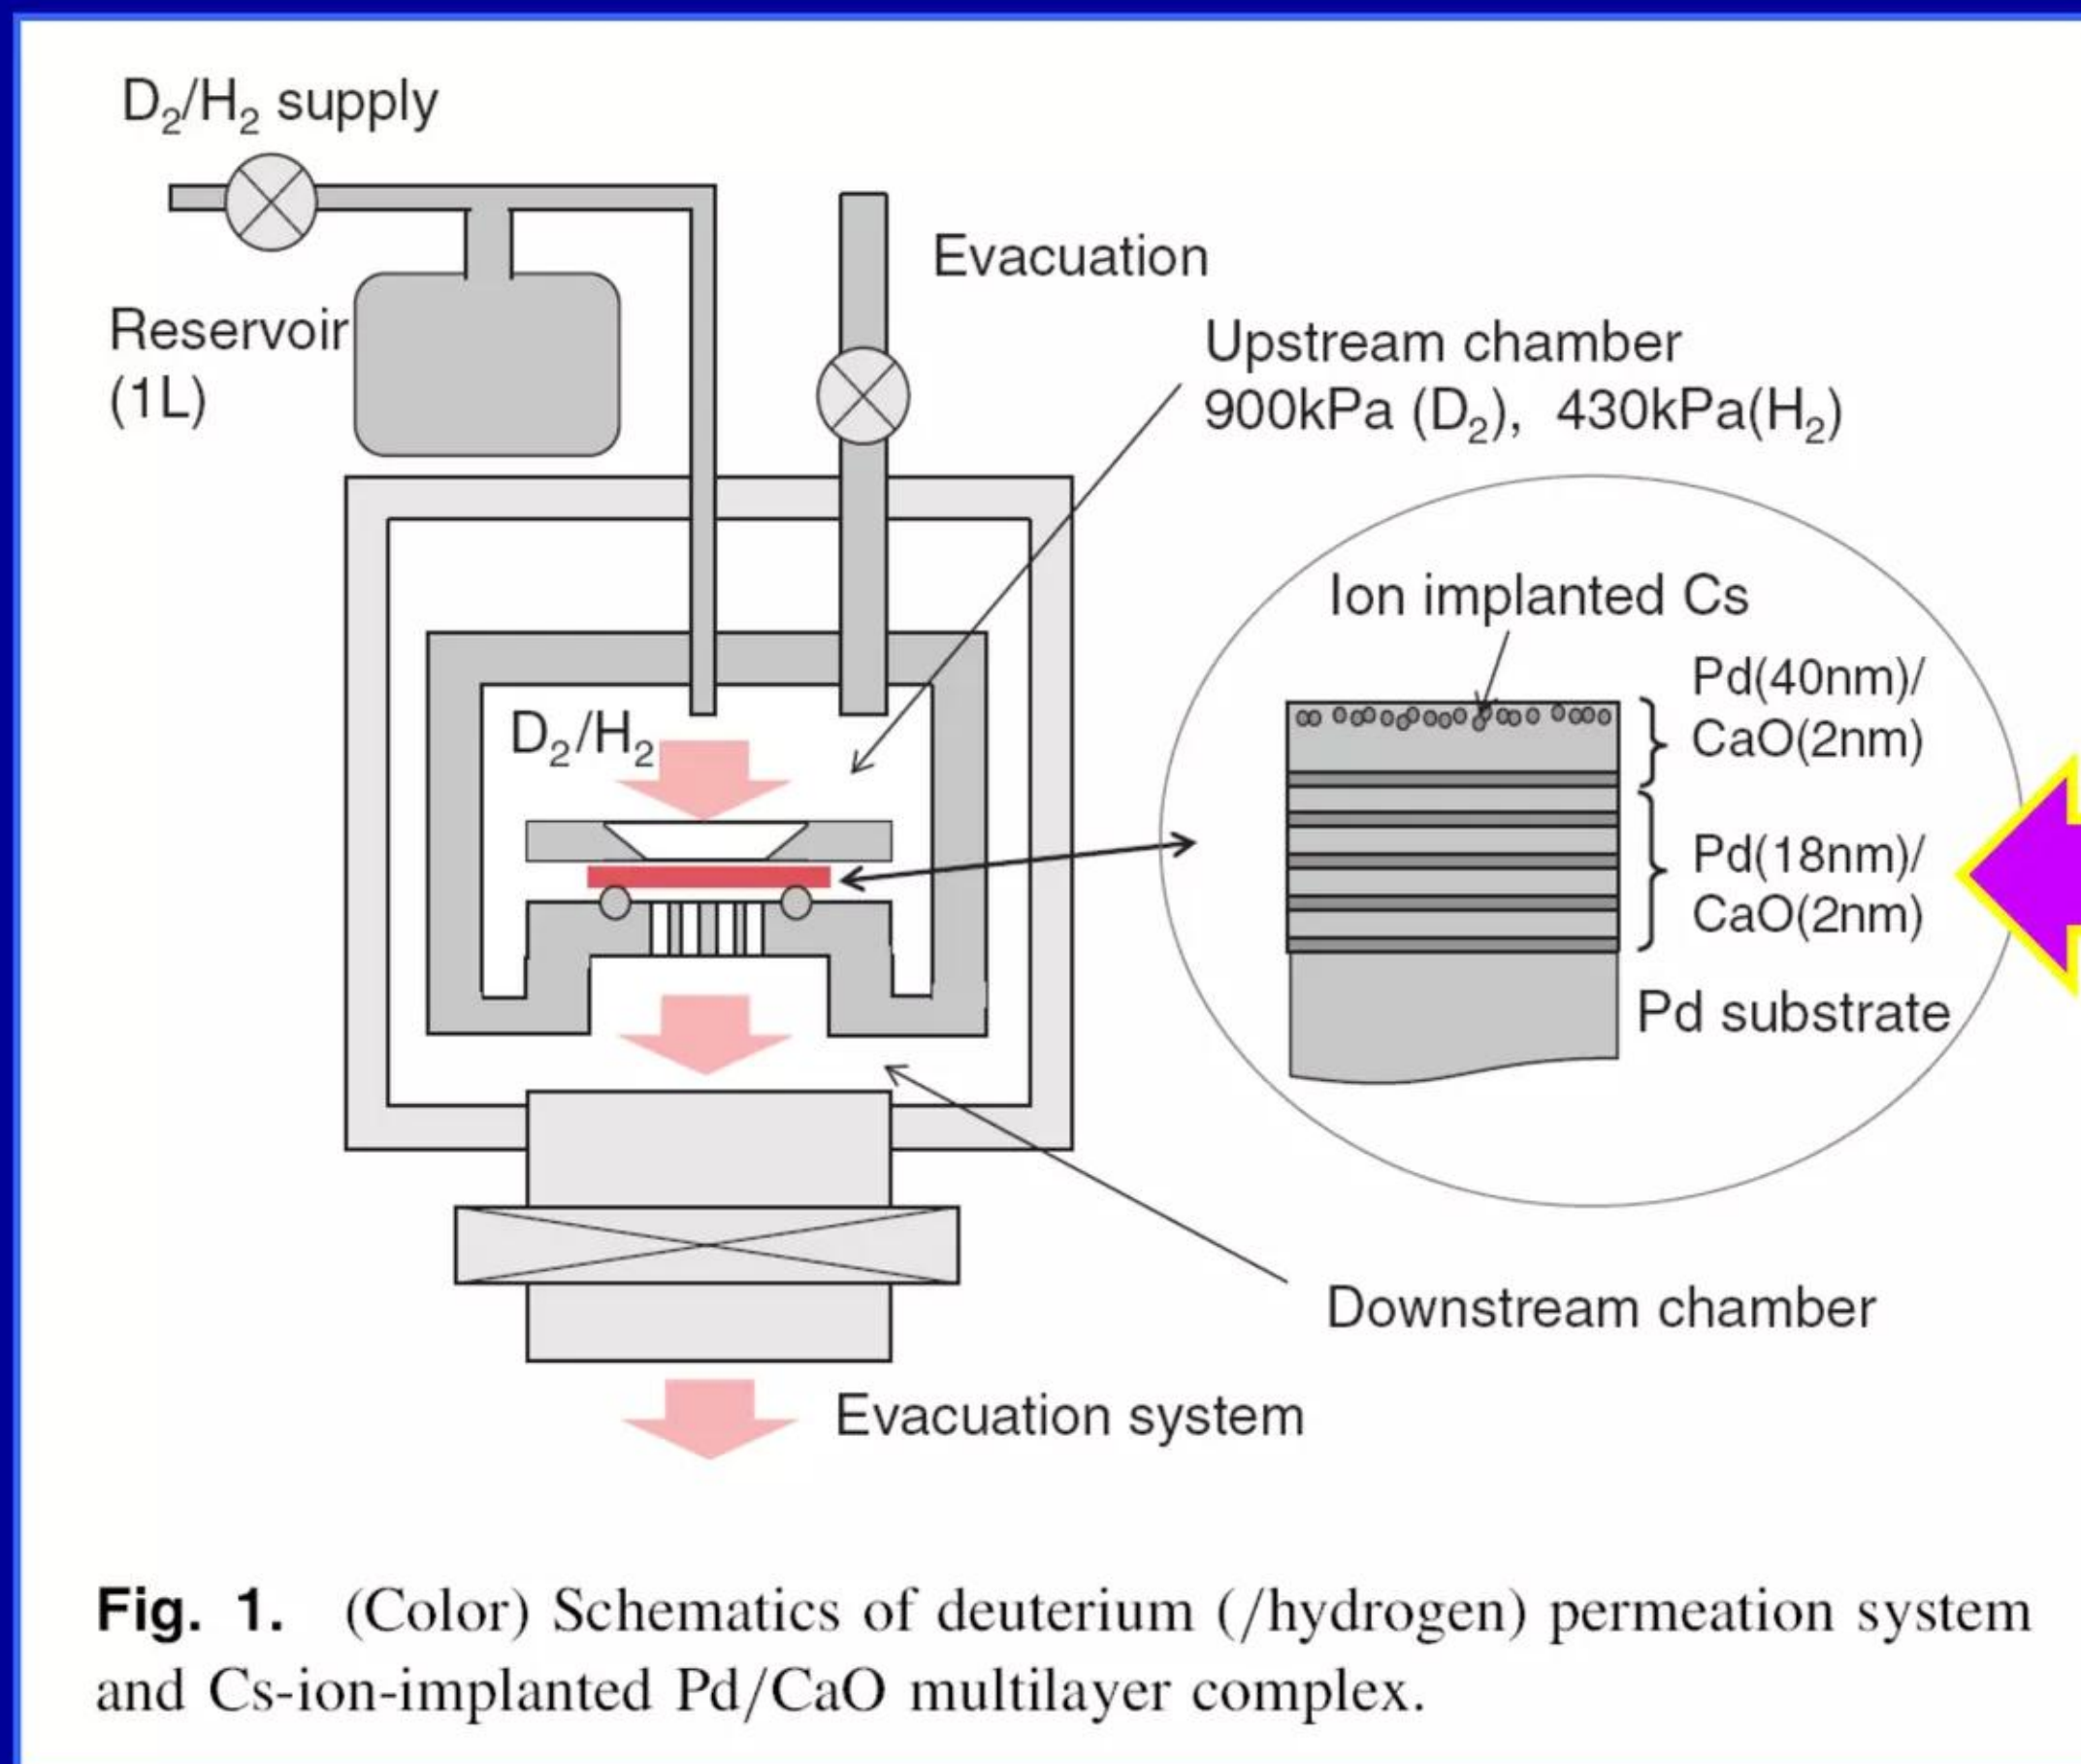 D₂/H₂ supply
Evacuation
Reservoir
(1L)
Upstream chamber
900kPa (D₂), 430kPa(H₂)
Ion implanted Cs
Pd(40nm)/
CaO(2nm)
D₂/H₂
Pd(18nm)/
CaO(2nm)
Pd substrate
Downstream chamber
Evacuation system
Fig. 1. (Color) Schematics of deuterium (/hydrogen) permeation system
and Cs-ion-implanted Pd/CaO multilayer complex.